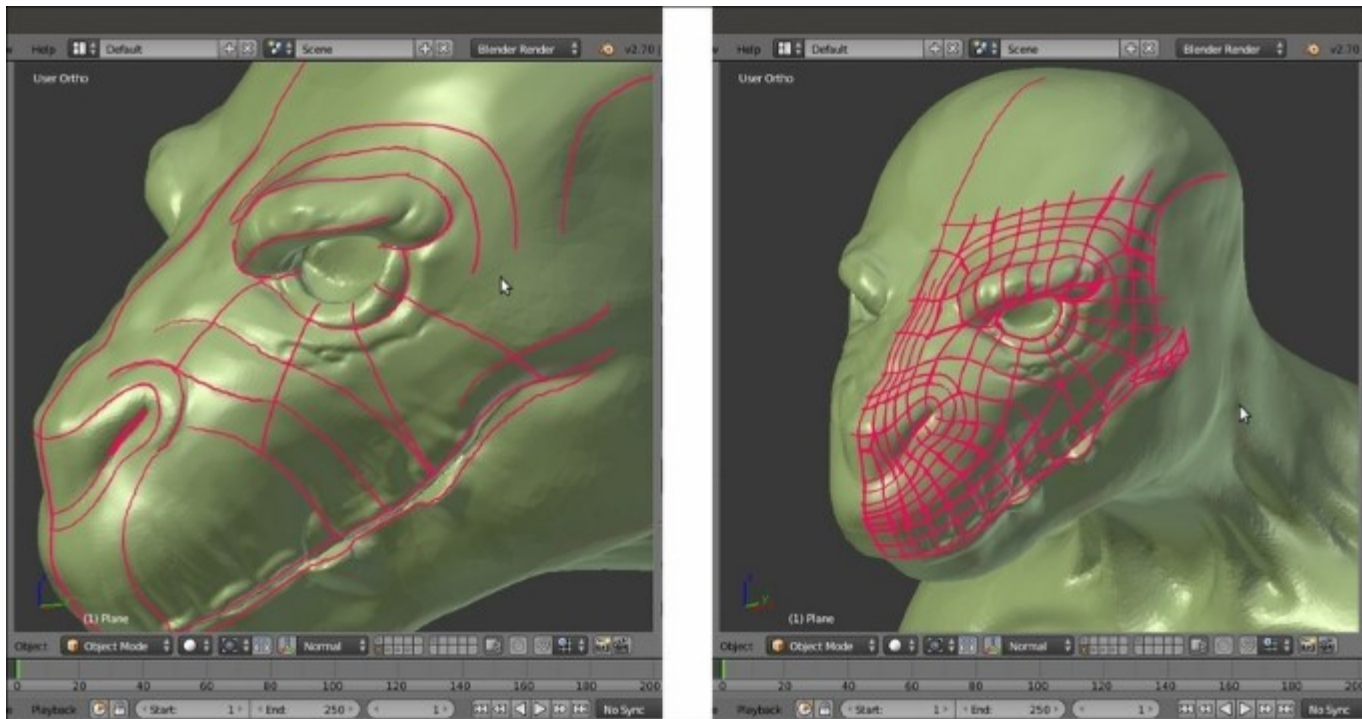 Help Default Scene Blender Render v2.70
User Ortho
(1) Plane
Object Object Mode Normal
0 20 40 60 80 100 120 140 160 180 200
Playback Start: 1 End: 250 1 No Sync
Help Default Scene Blender Render v2.70
User Ortho
(1) Plane
Object Object Mode Normal
0 20 40 60 80 100 120 140 160 180 200
Playback Start: 1 End: 250 1 No Sync